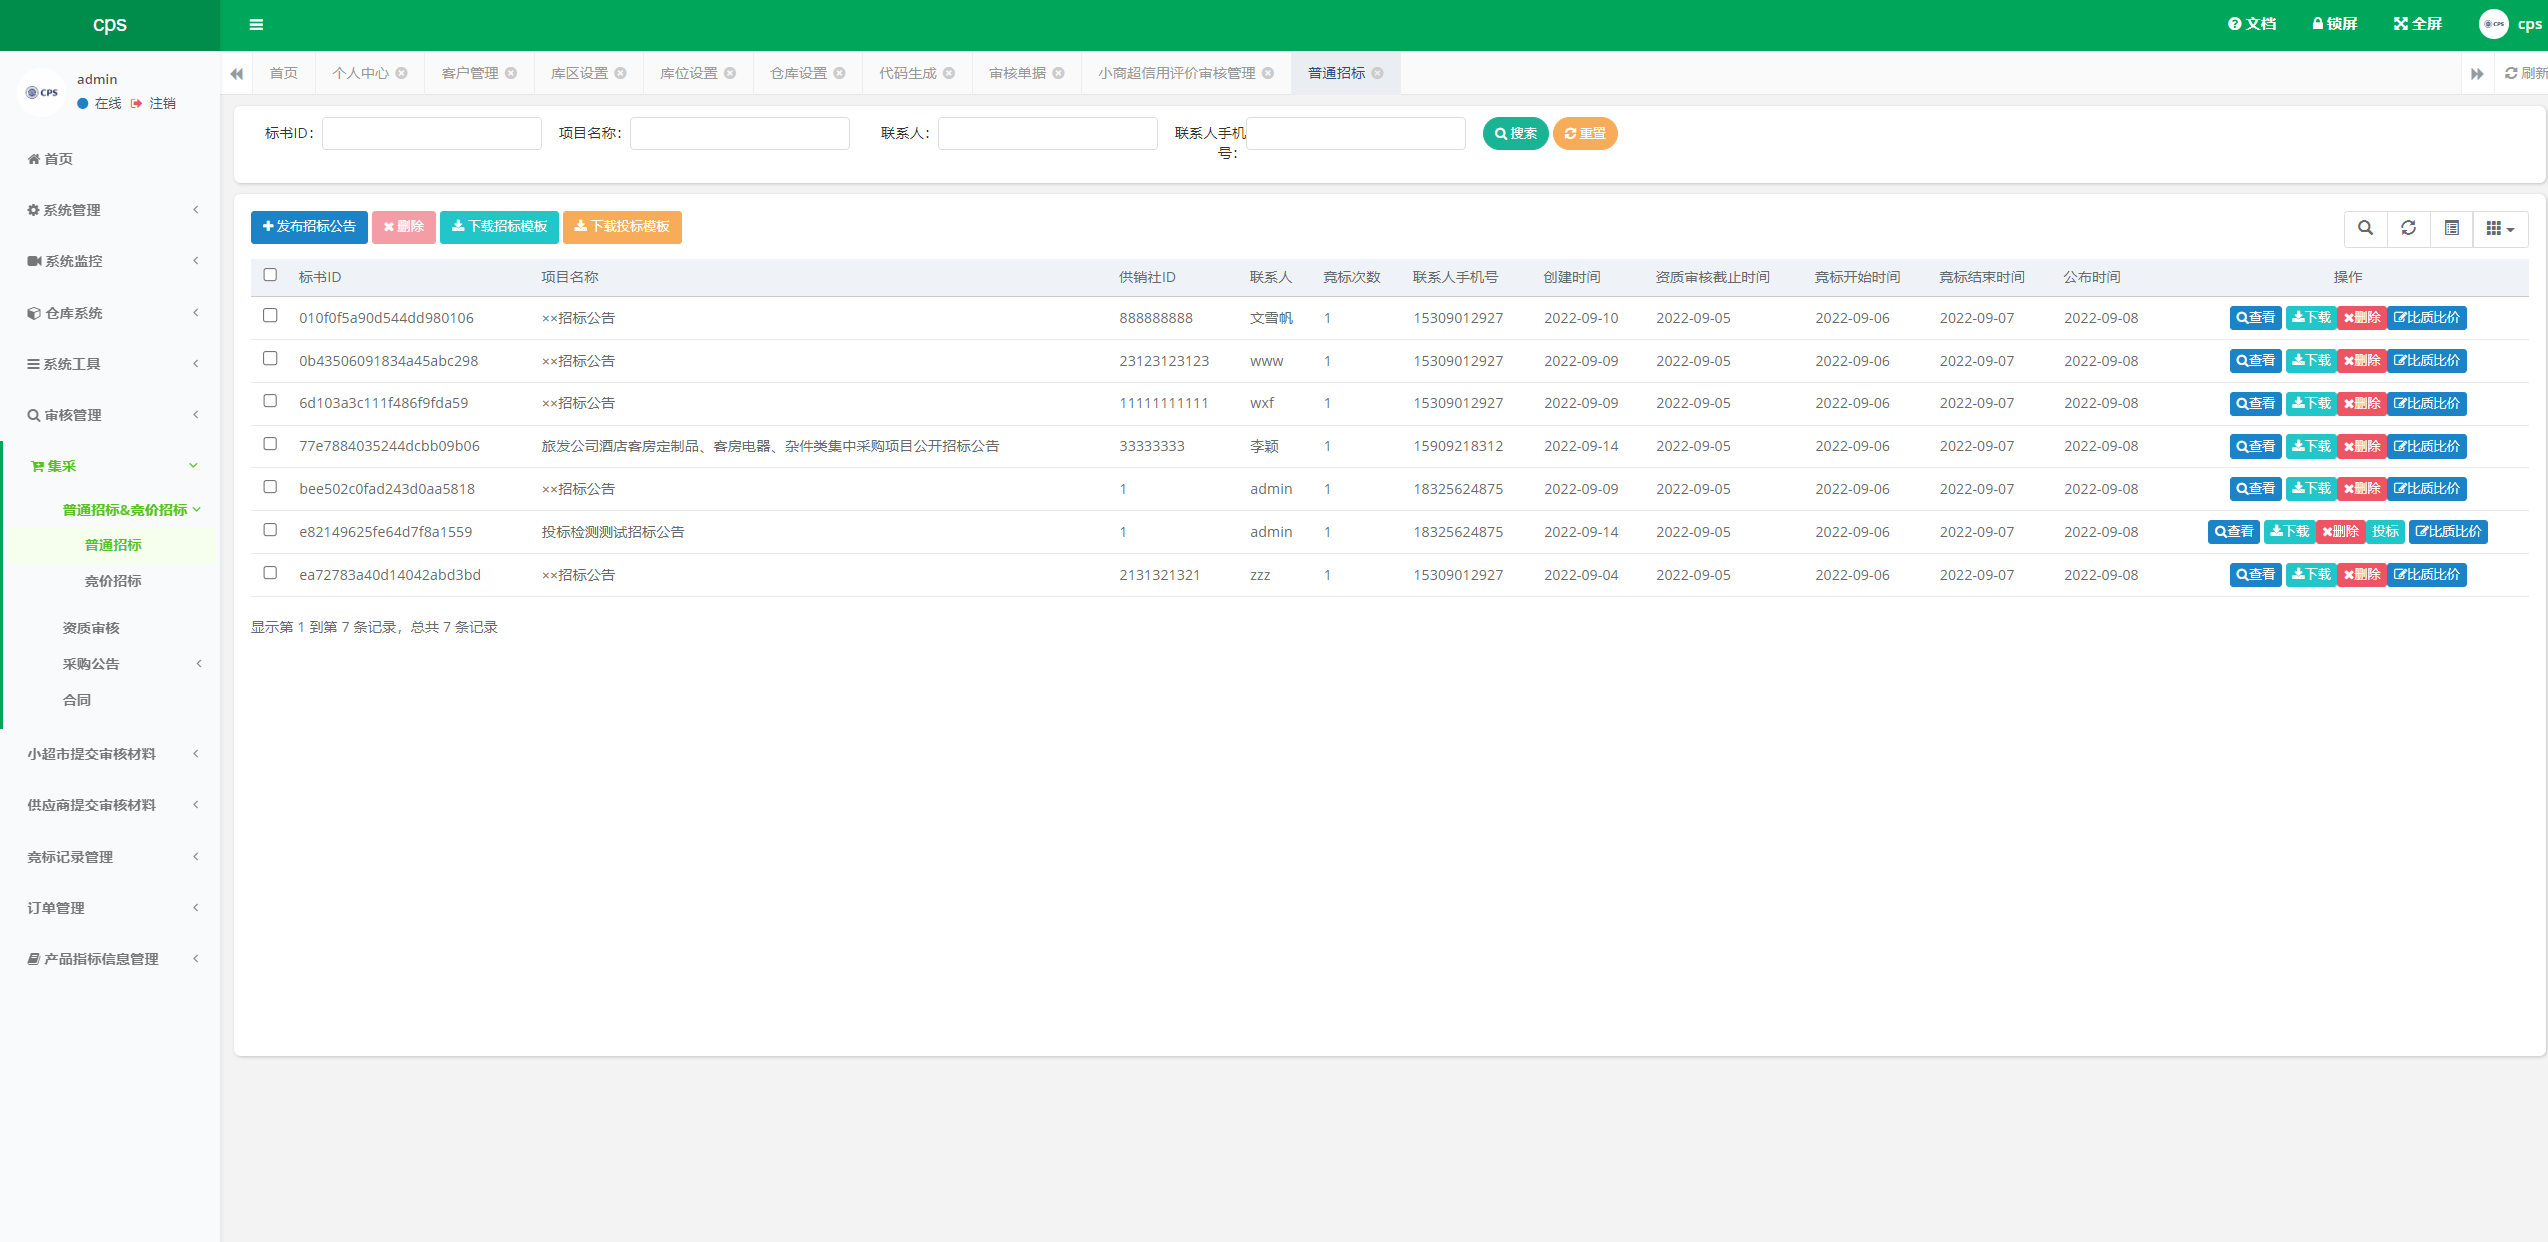 cps
文档 锁屏 全屏 CPS cps
CPS
admin
在线 注销
首页 个人中心 客户管理 库区设置 库位设置 仓库设置 代码生成 审核单据 小商超信用评价审核管理 普通招标 刷新
首页
系统管理
系统监控
仓库系统
系统工具
审核管理
集采
普通招标&竞价招标
普通招标
竞价招标
资质审核
采购公告
合同
小超市提交审核材料
供应商提交审核材料
竞标记录管理
订单管理
产品指标信息管理
标书ID： 项目名称： 联系人： 联系人手机号： 搜索 重置
发布招标公告 删除 下载招标模板 下载投标模板
标书ID 项目名称 供销社ID 联系人 竞标次数 联系人手机号 创建时间 资质审核截止时间 竞标开始时间 竞标结束时间 公布时间 操作
010f0f5a90d544dd980106 ××招标公告 888888888 文雪帆 1 15309012927 2022-09-10 2022-09-05 2022-09-06 2022-09-07 2022-09-08 查看 下载 删除 比质比价
0b43506091834a45abc298 ××招标公告 23123123123 www 1 15309012927 2022-09-09 2022-09-05 2022-09-06 2022-09-07 2022-09-08 查看 下载 删除 比质比价
6d103a3c111f486f9fda59 ××招标公告 11111111111 wxf 1 15309012927 2022-09-09 2022-09-05 2022-09-06 2022-09-07 2022-09-08 查看 下载 删除 比质比价
77e7884035244dcbb09b06 旅发公司酒店客房定制品、客房电器、杂件类集中采购项目公开招标公告 33333333 李颖 1 15909218312 2022-09-14 2022-09-05 2022-09-06 2022-09-07 2022-09-08 查看 下载 删除 比质比价
bee502c0fad243d0aa5818 ××招标公告 1 admin 1 18325624875 2022-09-09 2022-09-05 2022-09-06 2022-09-07 2022-09-08 查看 下载 删除 比质比价
e82149625fe64d7f8a1559 投标检测测试招标公告 1 admin 1 18325624875 2022-09-14 2022-09-05 2022-09-06 2022-09-07 2022-09-08 查看 下载 删除 投标 比质比价
ea72783a40d14042abd3bd ××招标公告 2131321321 zzz 1 15309012927 2022-09-04 2022-09-05 2022-09-06 2022-09-07 2022-09-08 查看 下载 删除 比质比价
显示第 1 到第 7 条记录，总共 7 条记录